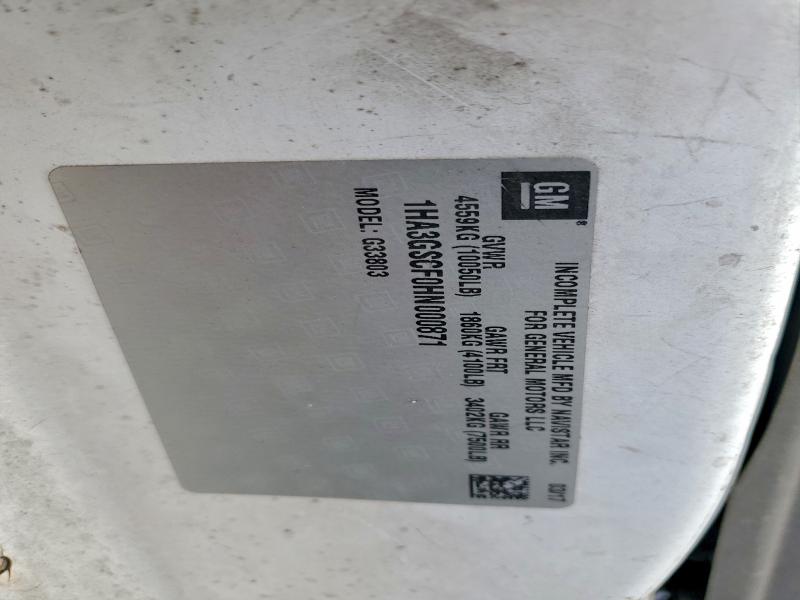 GM®
INCOMPLETE VEHICLE MFD BY NAVISTAR INC. 03/17
FOR GENERAL MOTORS LLC
GVWR GAWR FRT GAWR RR
4559KG (10050LB) 1860KG (4100LB) 3402KG (7500LB)
1HA3GSCF0HN000871
MODEL: G33803